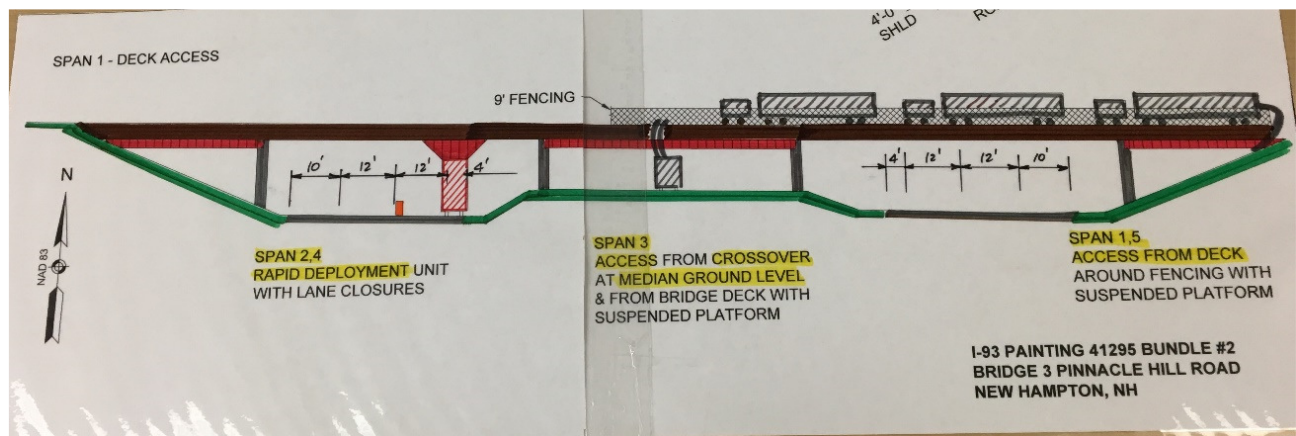 4'-0"
SHLD
SPAN 1 - DECK ACCESS
9' FENCING
10' 12' 12' 4'
4' 12' 12' 10'
N
NAD 83
SPAN 2,4
RAPID DEPLOYMENT UNIT
WITH LANE CLOSURES
SPAN 3
ACCESS FROM CROSSOVER
AT MEDIAN GROUND LEVEL
& FROM BRIDGE DECK WITH
SUSPENDED PLATFORM
SPAN 1,5
ACCESS FROM DECK
AROUND FENCING WITH
SUSPENDED PLATFORM
I-93 PAINTING 41295 BUNDLE #2
BRIDGE 3 PINNACLE HILL ROAD
NEW HAMPTON, NH